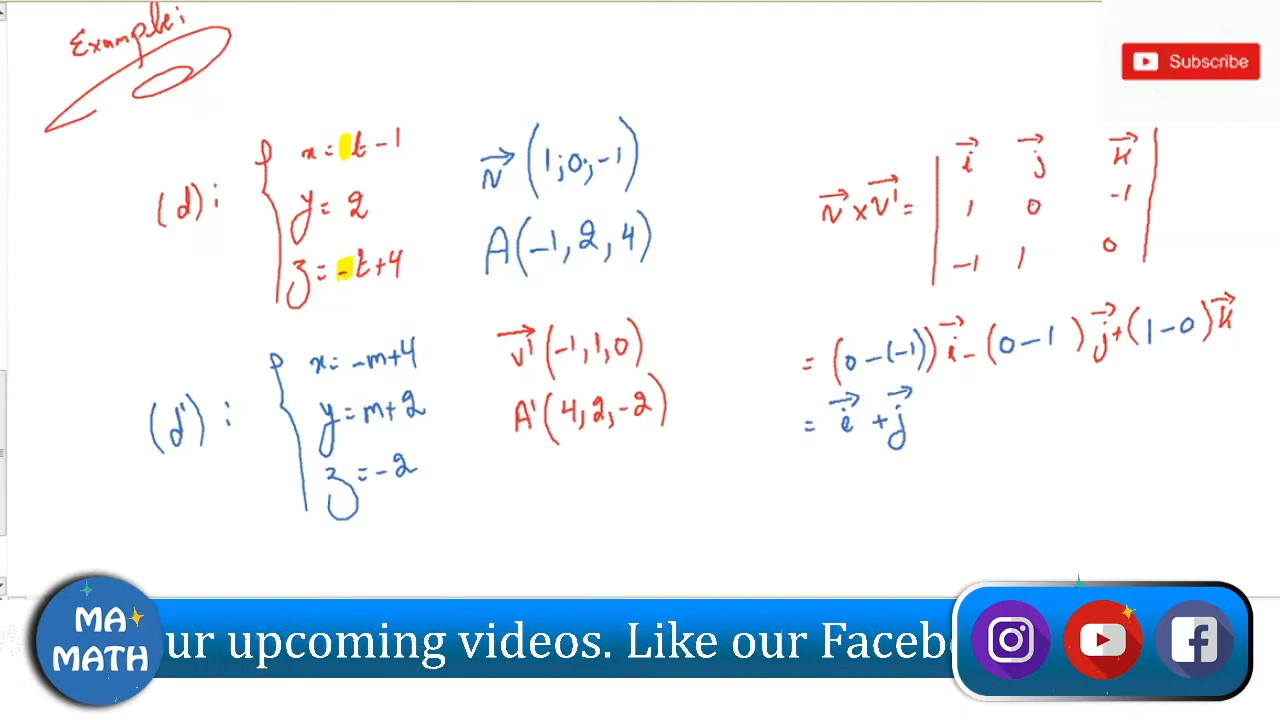 Example:
Subscribe
(d): { x = t - 1
y = 2
z = -t + 4
V⃗ (1; 0; -1)
A(-1, 2, 4)
(d'): { x = -m + 4
y = m + 2
z = -2
V'⃗ (-1, 1, 0)
A'(4, 2, -2)
V⃗ × V'⃗ = | i⃗ j⃗ k⃗ |
| 1 0 -1 |
| -1 1 0 |
= (0 - (-1)) i⃗ - (0 - 1) j⃗ + (1 - 0) k⃗
= i⃗ + j⃗
MA
MATH
ur upcoming videos. Like our Facebo